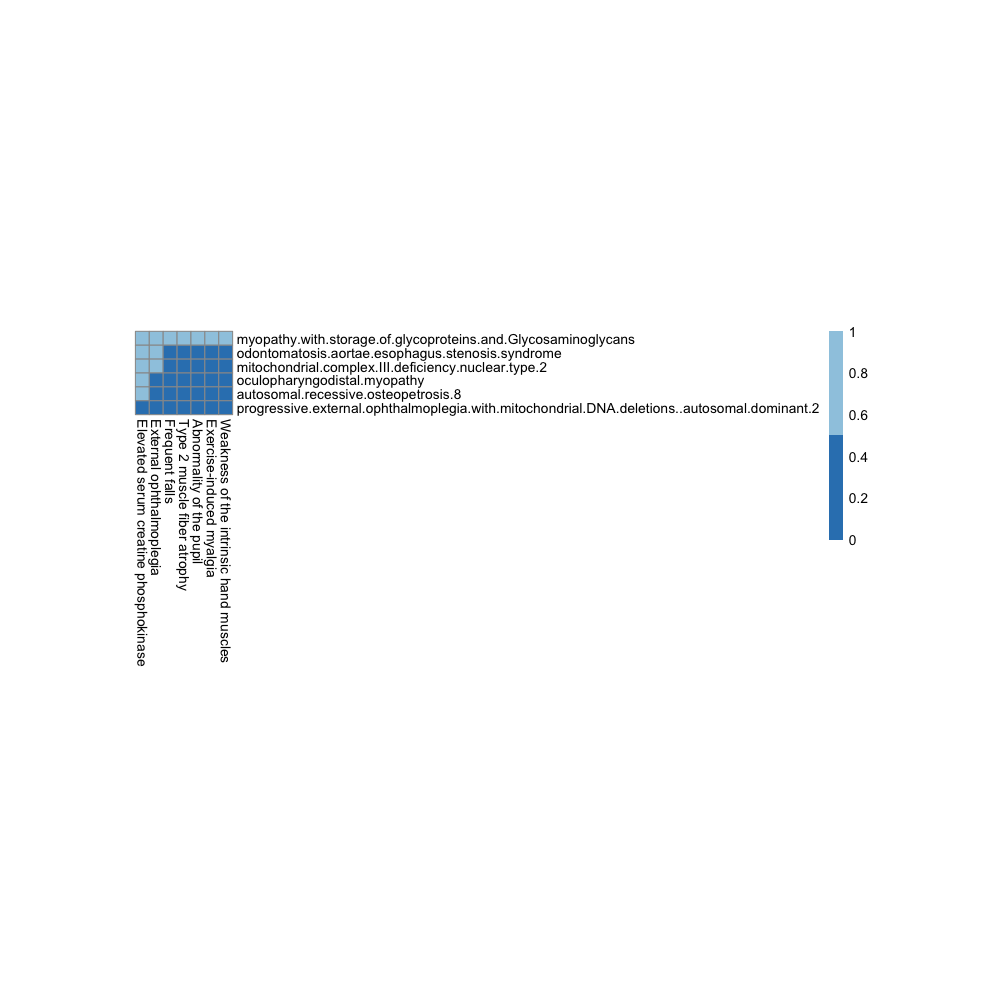 myopathy.with.storage.of.glycoproteins.and.Glycosaminoglycans
odontomatosis.aortae.esophagus.stenosis.syndrome
mitochondrial.complex.III.deficiency.nuclear.type.2
oculopharyngodistal.myopathy
autosomal.recessive.osteopetrosis.8
progressive.external.ophthalmoplegia.with.mitochondrial.DNA.deletions..autosomal.dominant.2
Elevated serum creatine phosphokinase
External ophthalmoplegia
Frequent falls
Type 2 muscle fiber atrophy
Abnormality of the pupil
Exercise-induced myalgia
Weakness of the intrinsic hand muscles
1
0.8
0.6
0.4
0.2
0